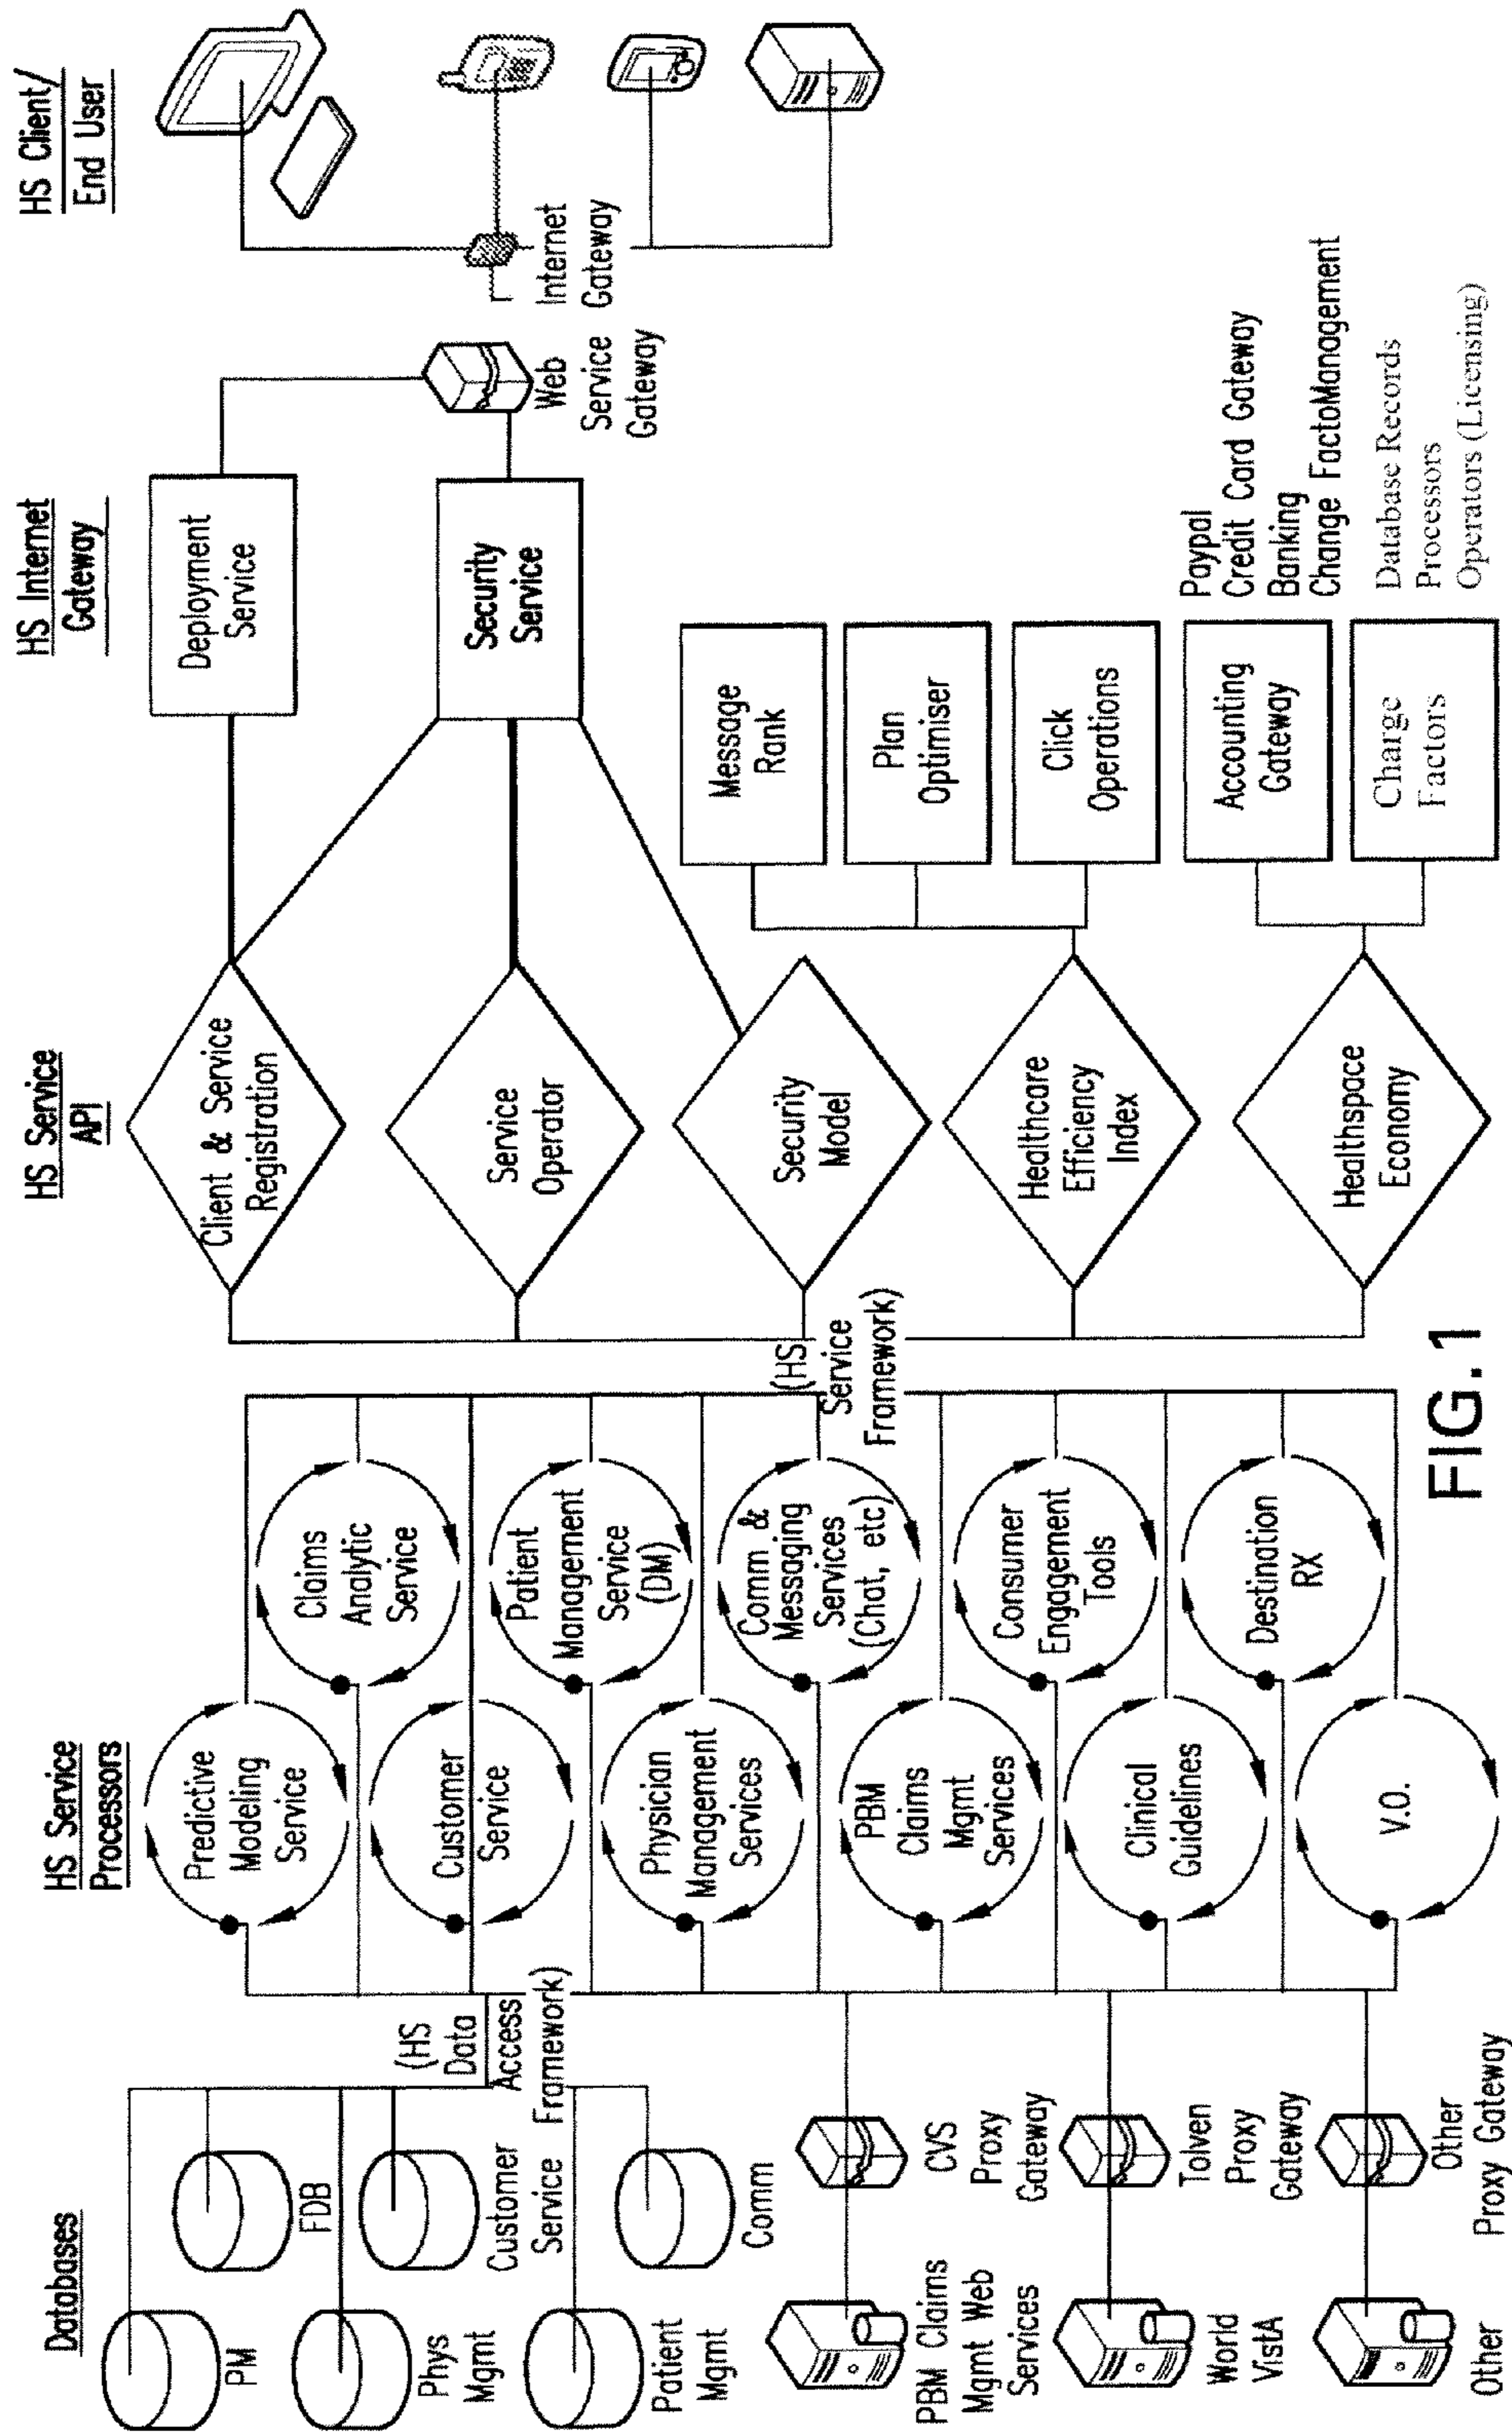 Databases
PM
FDB
Phys
Mgmt
Customer
Service
Patient
Mgmt
Comm
PBM Claims
Mgmt Web
Services
CVS
Proxy
Gateway
World
VistA
Tolven
Proxy
Gateway
Other
Other
Proxy Gateway
(HS
Data
Access
Framework)
HS Service
Processors
Predictive
Modeling
Service
Claims
Analytic
Service
Customer
Service
Patient
Management
Service
(DM)
Physician
Management
Services
Comm &
Messaging
Services
(Chat, etc)
PBM
Claims
Mgmt
Services
Consumer
Engagement
Tools
Clinical
Guidelines
Destination
RX
V.O.
(HS
Service
Framework)
HS Service
API
Client & Service
Registration
Service
Operator
Security
Model
Healthcare
Efficiency
Index
Healthspace
Economy
HS Internet
Gateway
Deployment
Service
Security
Service
Message
Rank
Plan
Optimiser
Click
Operations
Accounting
Gateway
Charge
Factors
Paypal
Credit Card Gateway
Banking
Change FactoManagement
Database Records
Processors
Operators (Licensing)
Web
Service
Gateway
Internet
Gateway
HS Client/
End User
FIG. 1